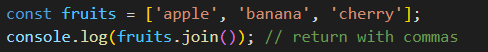 const fruits = ['apple', 'banana', 'cherry'];
console.log(fruits.join()); // return with commas